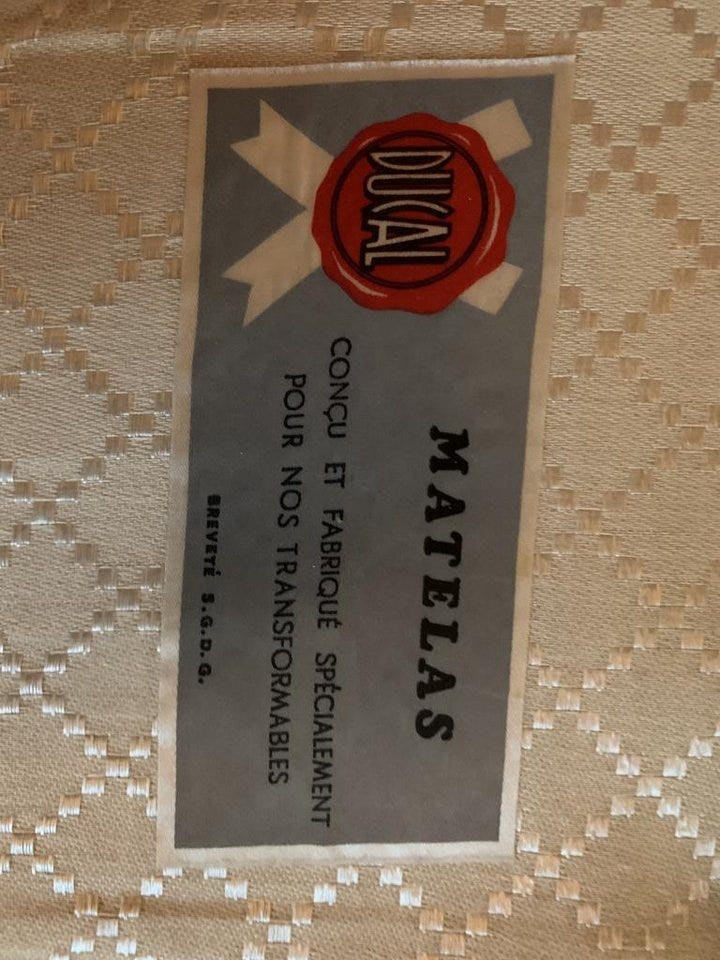 DUCAL
MATELAS
CONÇU ET FABRIQUÉ SPÉCIALEMENT
POUR NOS TRANSFORMABLES
BREVETÉ S.G.D.G.